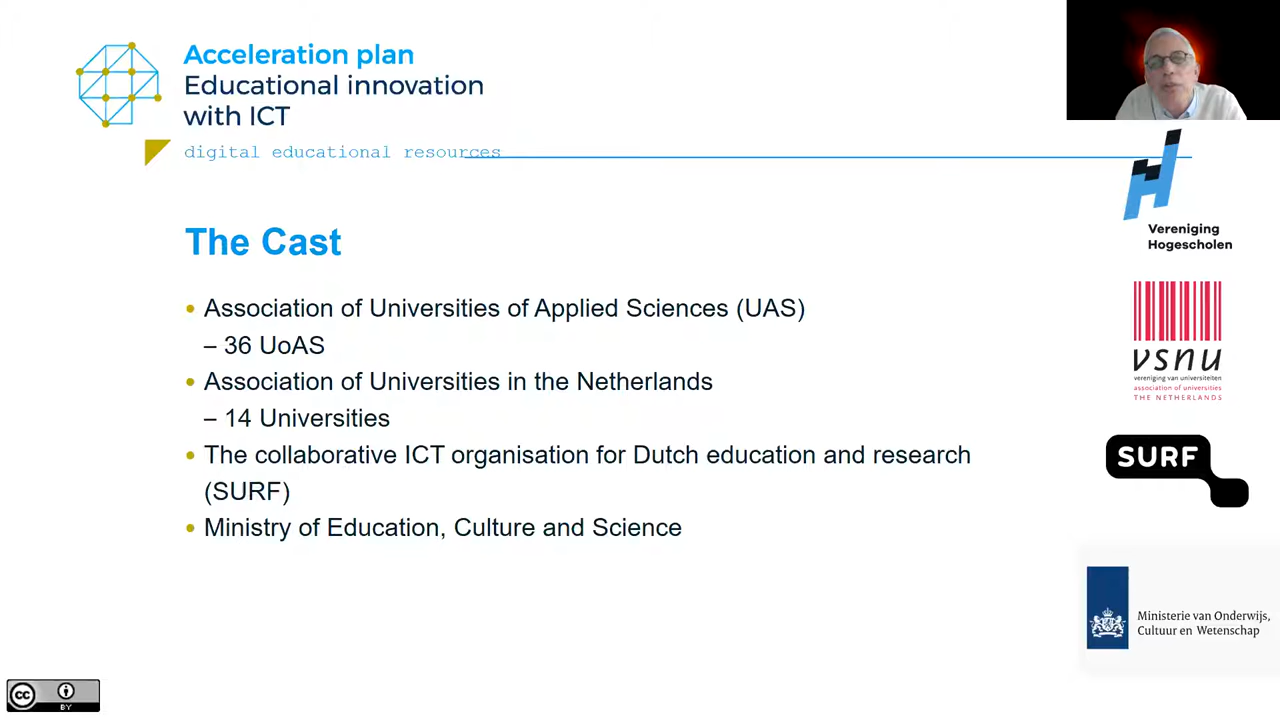 Acceleration plan
Educational innovation
with ICT
digital educational resources
The Cast
• Association of Universities of Applied Sciences (UAS)
– 36 UoAS
• Association of Universities in the Netherlands
– 14 Universities
• The collaborative ICT organisation for Dutch education and research
(SURF)
• Ministry of Education, Culture and Science
Vereniging
Hogescholen
vsnu
vereniging van universiteiten
association of universities
THE NETHERLANDS
SURF
Ministerie van Onderwijs,
Cultuur en Wetenschap
cc
BY